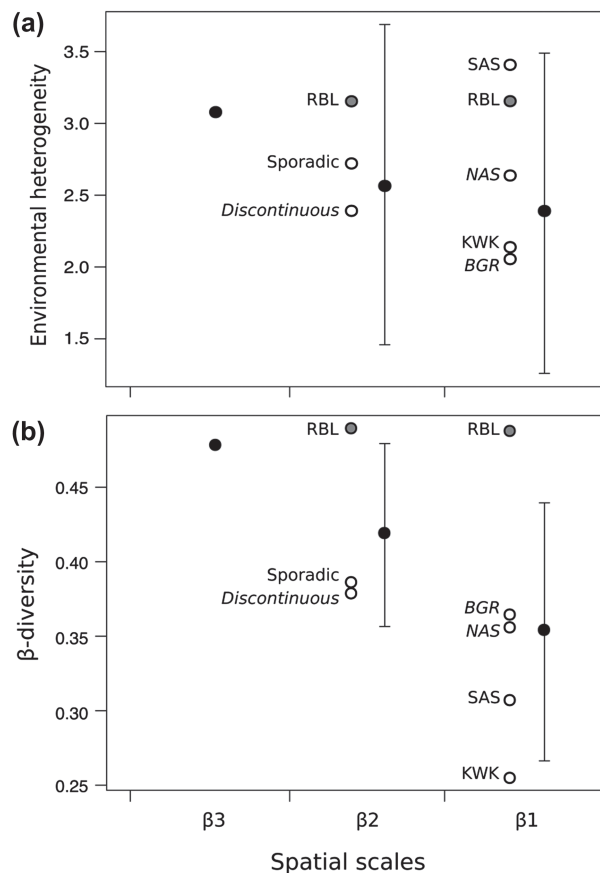 (a)
Environmental heterogeneity
3.5
3.0
2.5
2.0
1.5
RBL
Sporadic
Discontinuous
SAS
RBL
NAS
KWK
BGR
(b)
β-diversity
0.45
0.40
0.35
0.30
0.25
RBL
Sporadic
Discontinuous
RBL
BGR
NAS
SAS
KWK
β3 β2 β1
Spatial scales